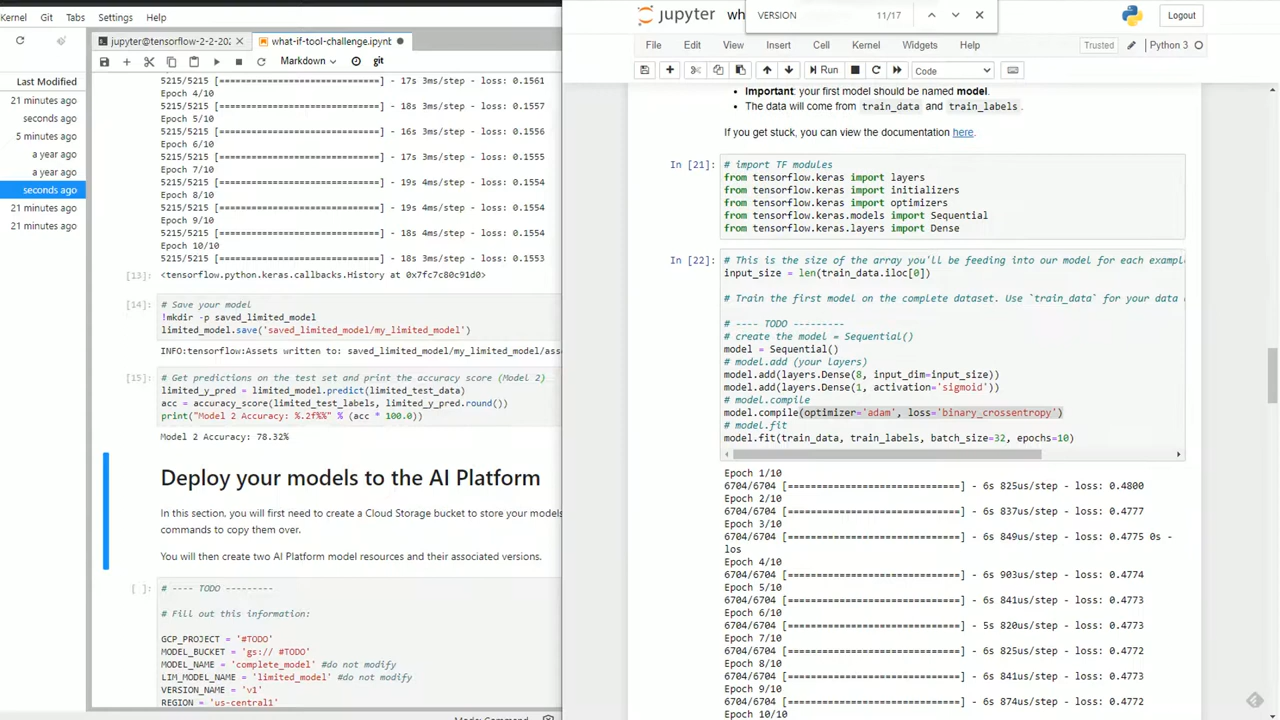 Kernel Git Tabs Settings Help
Last Modified
21 minutes ago
seconds ago
5 minutes ago
a year ago
a year ago
seconds ago
21 minutes ago
21 minutes ago
jupyter@tensorflow-2-2-202
what-if-tool-challenge.ipynb
Markdown
git
5215/5215 [==============================] - 17s 3ms/step - loss: 0.1561
Epoch 4/10
5215/5215 [==============================] - 18s 3ms/step - loss: 0.1557
Epoch 5/10
5215/5215 [==============================] - 16s 3ms/step - loss: 0.1556
Epoch 6/10
5215/5215 [==============================] - 17s 3ms/step - loss: 0.1555
Epoch 7/10
5215/5215 [==============================] - 19s 4ms/step - loss: 0.1554
Epoch 8/10
5215/5215 [==============================] - 19s 4ms/step - loss: 0.1554
Epoch 9/10
5215/5215 [==============================] - 18s 4ms/step - loss: 0.1554
Epoch 10/10
5215/5215 [==============================] - 18s 3ms/step - loss: 0.1553
[13]: <tensorflow.python.keras.callbacks.History at 0x7fc7c80c91d0>
[14]: # Save your model
!mkdir -p saved_limited_model
limited_model.save('saved_limited_model/my_limited_model')
INFO:tensorflow:Assets written to: saved_limited_model/my_limited_model/ass
[15]: # Get predictions on the test set and print the accuracy score (Model 2)
limited_y_pred = limited_model.predict(limited_test_data)
acc = accuracy_score(limited_test_labels, limited_y_pred.round())
print("Model 2 Accuracy: %.2f%%" % (acc * 100.0))
Model 2 Accuracy: 78.32%
Deploy your models to the AI Platform
In this section, you will first need to create a Cloud Storage bucket to store your models
commands to copy them over.
You will then create two AI Platform model resources and their associated versions.
[ ]: # ---- TODO ---------
# Fill out this information:
GCP_PROJECT = '#TODO'
MODEL_BUCKET = 'gs:// #TODO'
MODEL_NAME = 'complete_model' #do not modify
LIM_MODEL_NAME = 'limited_model' #do not modify
VERSION_NAME = 'v1'
REGION = 'us-central1'
jupyter wh
VERSION 11/17
Logout
File Edit View Insert Cell Kernel Widgets Help
Trusted Python 3
Run Code
Important: your first model should be named model.
The data will come from train_data and train_labels.
If you get stuck, you can view the documentation here.
In [21]: # import TF modules
from tensorflow.keras import layers
from tensorflow.keras import initializers
from tensorflow.keras import optimizers
from tensorflow.keras.models import Sequential
from tensorflow.keras.layers import Dense
In [22]: # This is the size of the array you'll be feeding into our model for each exampl
input_size = len(train_data.iloc[0])
# Train the first model on the complete dataset. Use `train_data` for your data
# ---- TODO ---------
# create the model = Sequential()
model = Sequential()
# model.add (your layers)
model.add(layers.Dense(8, input_dim=input_size))
model.add(layers.Dense(1, activation='sigmoid'))
# model.compile
model.compile(optimizer='adam', loss='binary_crossentropy')
# model.fit
model.fit(train_data, train_labels, batch_size=32, epochs=10)
Epoch 1/10
6704/6704 [==============================] - 6s 825us/step - loss: 0.4800
Epoch 2/10
6704/6704 [==============================] - 6s 837us/step - loss: 0.4777
Epoch 3/10
6704/6704 [==============================] - 6s 849us/step - loss: 0.4775 0s -
los
Epoch 4/10
6704/6704 [==============================] - 6s 903us/step - loss: 0.4774
Epoch 5/10
6704/6704 [==============================] - 6s 841us/step - loss: 0.4773
Epoch 6/10
6704/6704 [==============================] - 5s 820us/step - loss: 0.4773
Epoch 7/10
6704/6704 [==============================] - 6s 825us/step - loss: 0.4772
Epoch 8/10
6704/6704 [==============================] - 6s 841us/step - loss: 0.4773
Epoch 9/10
6704/6704 [==============================] - 6s 874us/step - loss: 0.4772
Epoch 10/10